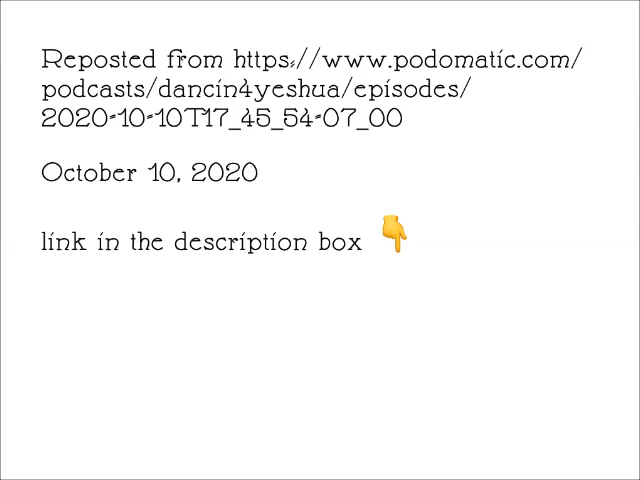 Reposted from https://www.podomatic.com/
podcasts/dancin4yeshua/episodes/
2020-10-10T17_45_54-07_00
October 10, 2020
link in the description box 👇